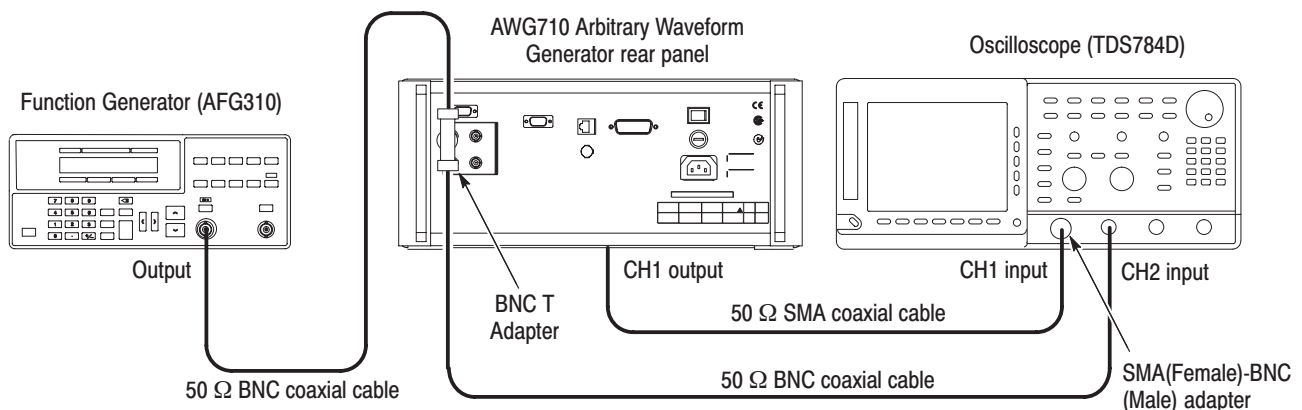 AWG710 Arbitrary Waveform
Generator rear panel
Oscilloscope (TDS784D)
Function Generator (AFG310)
Output
CH1 output
CH1 input
CH2 input
BNC T
Adapter
50 Ω SMA coaxial cable
50 Ω BNC coaxial cable
50 Ω BNC coaxial cable
SMA(Female)-BNC
(Male) adapter